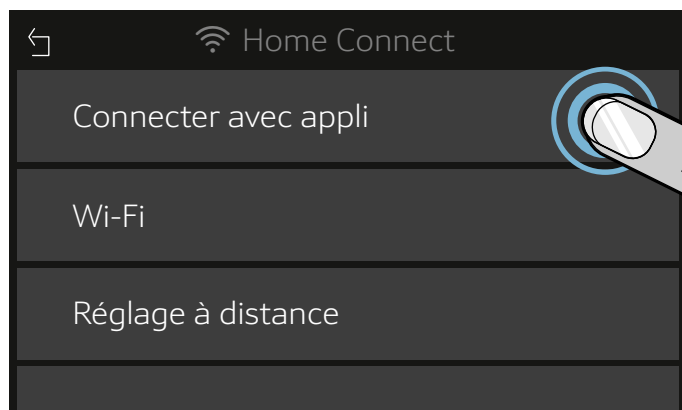 Home Connect
Connecter avec appli
Wi-Fi
Réglage à distance